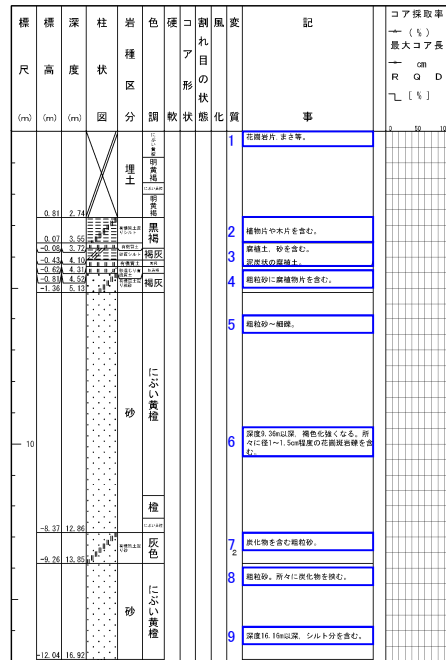 標 標 深 柱 岩 色 硬 コ 割 風 変 記 コア採取率
尺 高 度 状 種 調 軟 ア れ 化 質 事 (%)
区 形 目 最大コア長
図 分 状 の cm
状 R Q D
態 [%]
(m) (m) (m) 0 50 100
1 花崗岩片、まさ等。
明黄褐
埋土
明黄褐
0.81 2.74
黒褐
2 植物片や木片を含む。
0.07 3.55
-0.08 3.72
腐植土、砂を含む。
3
褐灰
-0.43 4.10
泥炭状の腐植土。
-0.62 4.31
-0.81 4.52
4 粗粒砂に腐植物片を含む。
褐灰
-1.36 5.13
5 粗粒砂~細礫。
にぶい黄橙
砂
10
6 深度9.36m以深、褐色化強くなる。所々に径1~1.5cm程度の花崗斑岩礫を含む。
橙
-8.37 12.86
灰色
7 炭化物を含む粗粒砂。
2
-9.26 13.85
8 粗粒砂。所々に炭化物を挟む。
砂
にぶい黄橙
9 深度16.16m以深、シルト分を含む。
-12.04 16.92